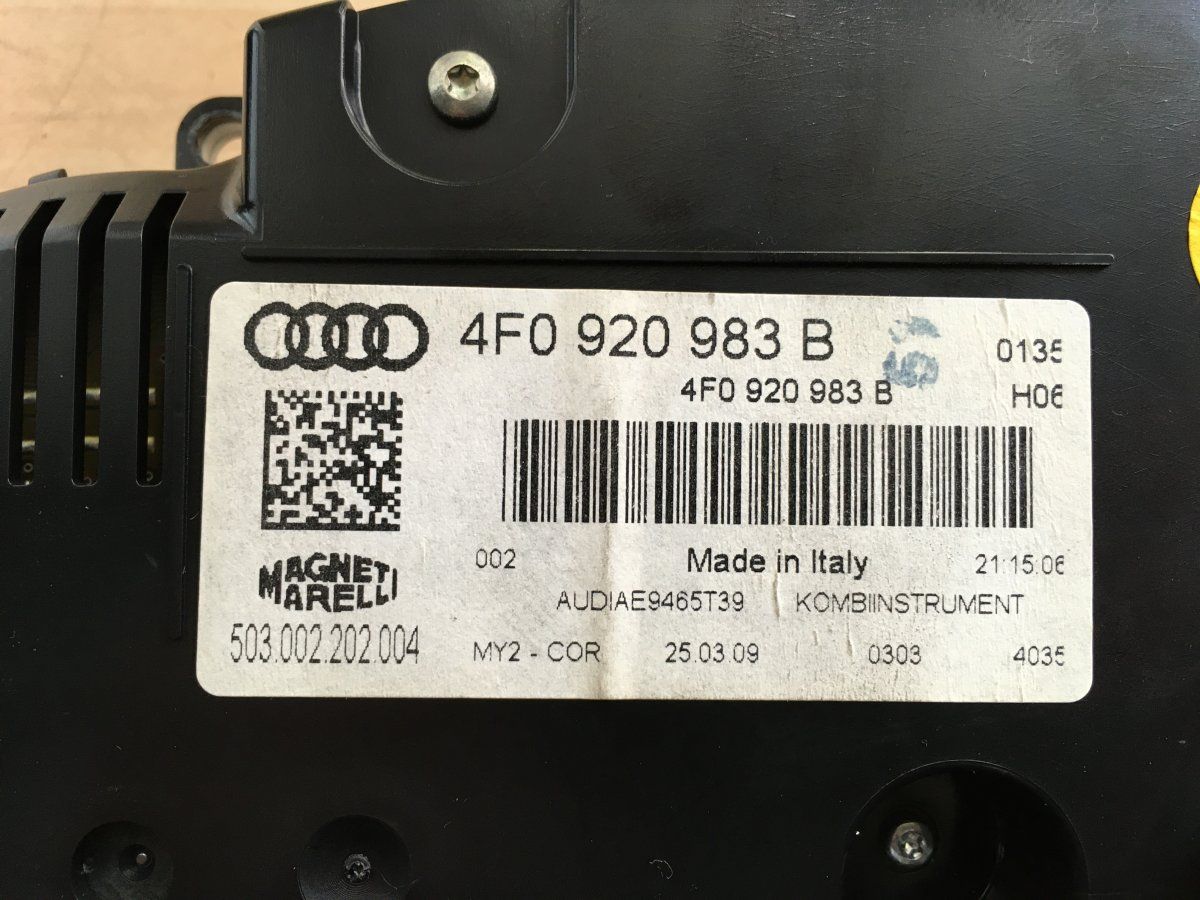 4F0 920 983 B 0135
4F0 920 983 B H06
002 Made in Italy 21:15:06
AUDIAE9465T39 KOMBIINSTRUMENT
MAGNETI MARELLI
503.002.202.004
MY2 - COR 25.03.09 0303 4035